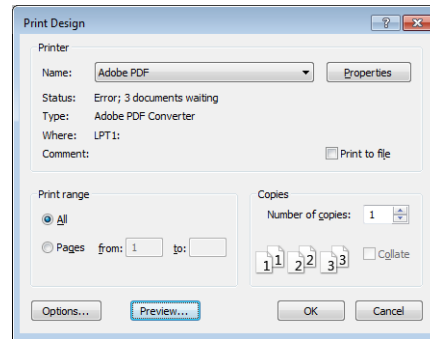 Print Design
Printer
Name: Adobe PDF Properties
Status: Error; 3 documents waiting
Type: Adobe PDF Converter
Where: LPT1:
Comment: Print to file
Print range
All
Pages from: 1 to:
Copies
Number of copies: 1
1 1 2 2 3 3 Collate
Options... Preview... OK Cancel